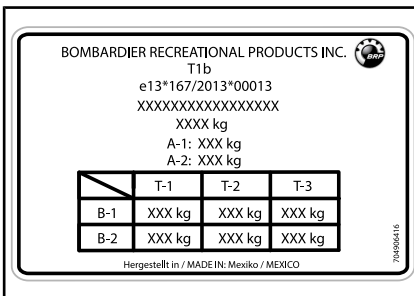 BOMBARDIER RECREATIONAL PRODUCTS INC.
BRP
T1b
e13*167/2013*00013
XXXXXXXXXXXXXXXXX
XXXX kg
A-1: XXX kg
A-2: XXX kg
T-1 T-2 T-3
B-1 XXX kg XXX kg XXX kg
B-2 XXX kg XXX kg XXX kg
Hergestellt in / MADE IN: Mexiko / MEXICO
704906416